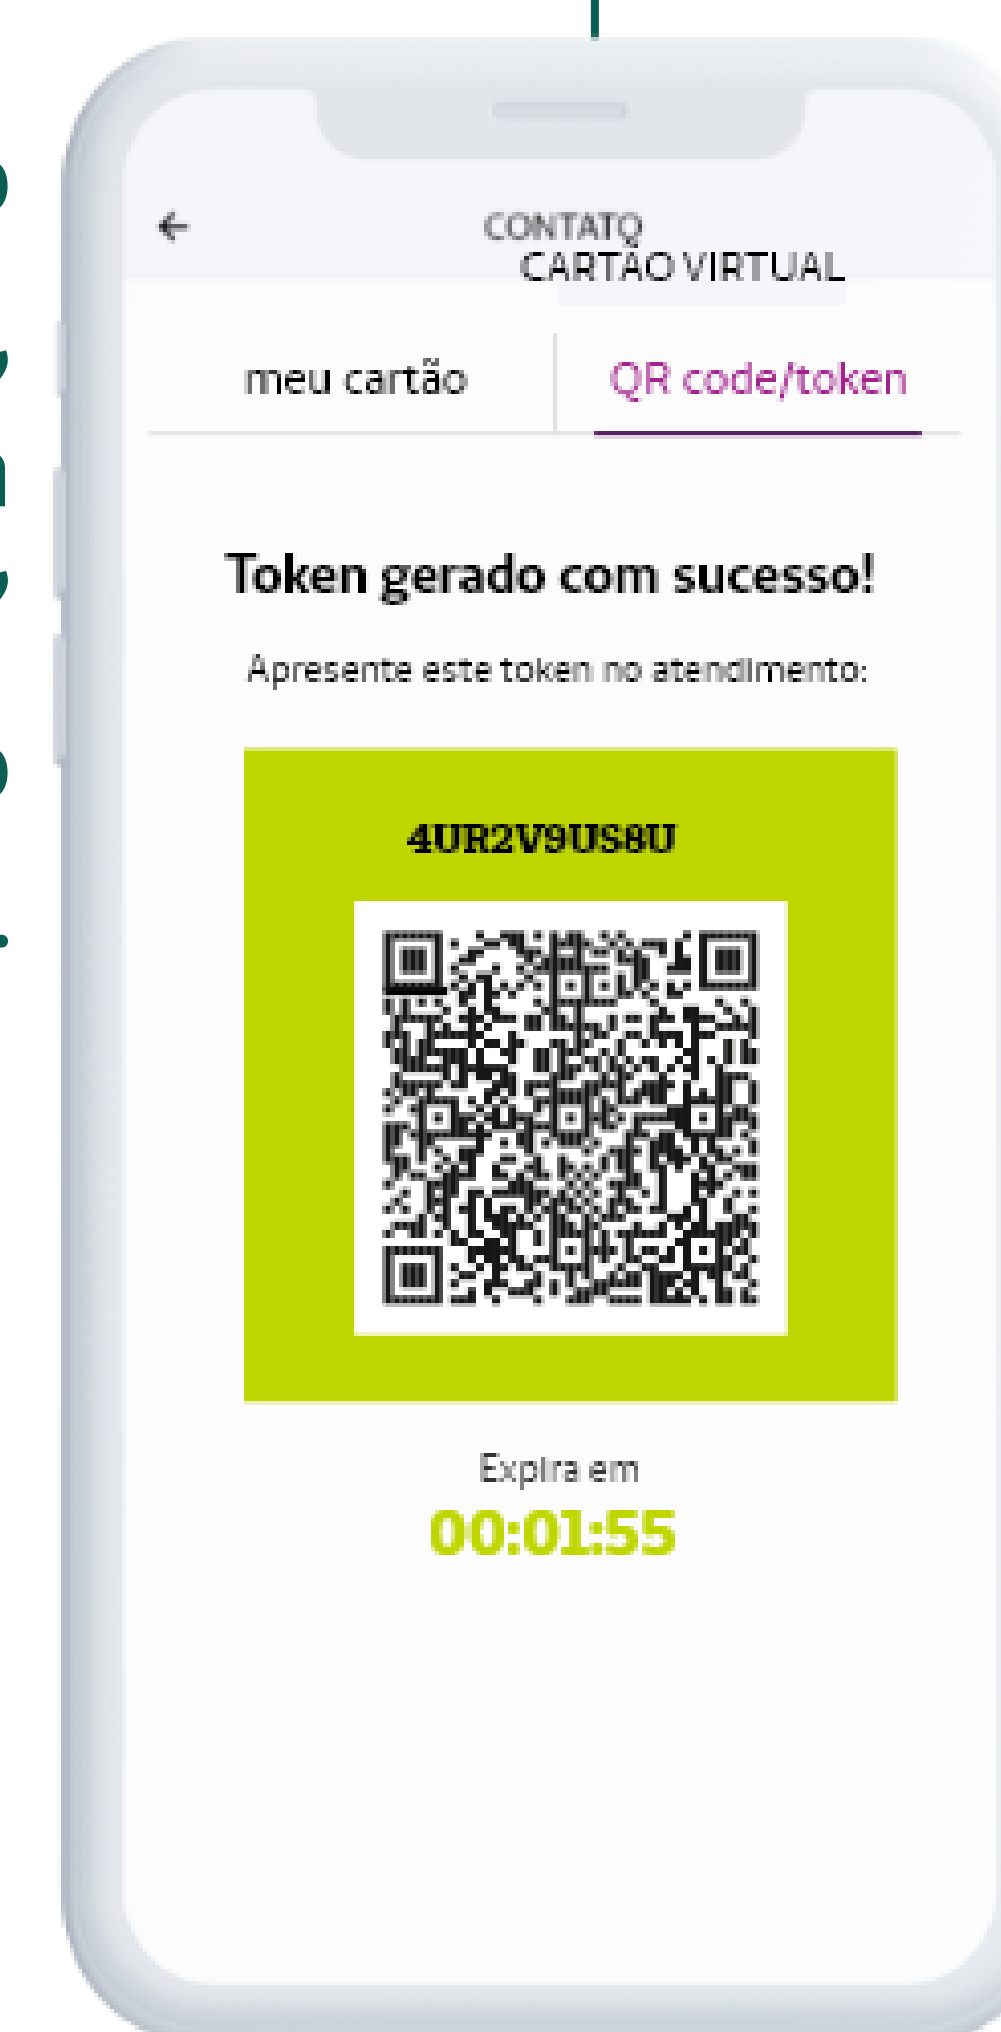 CONTATO
CARTAO VIRTUAL
meu cartão
QR code/token
Token gerado com sucesso!
Apresente este token no atendimento:
4UR2V9US8U
Expira em
00:01:55